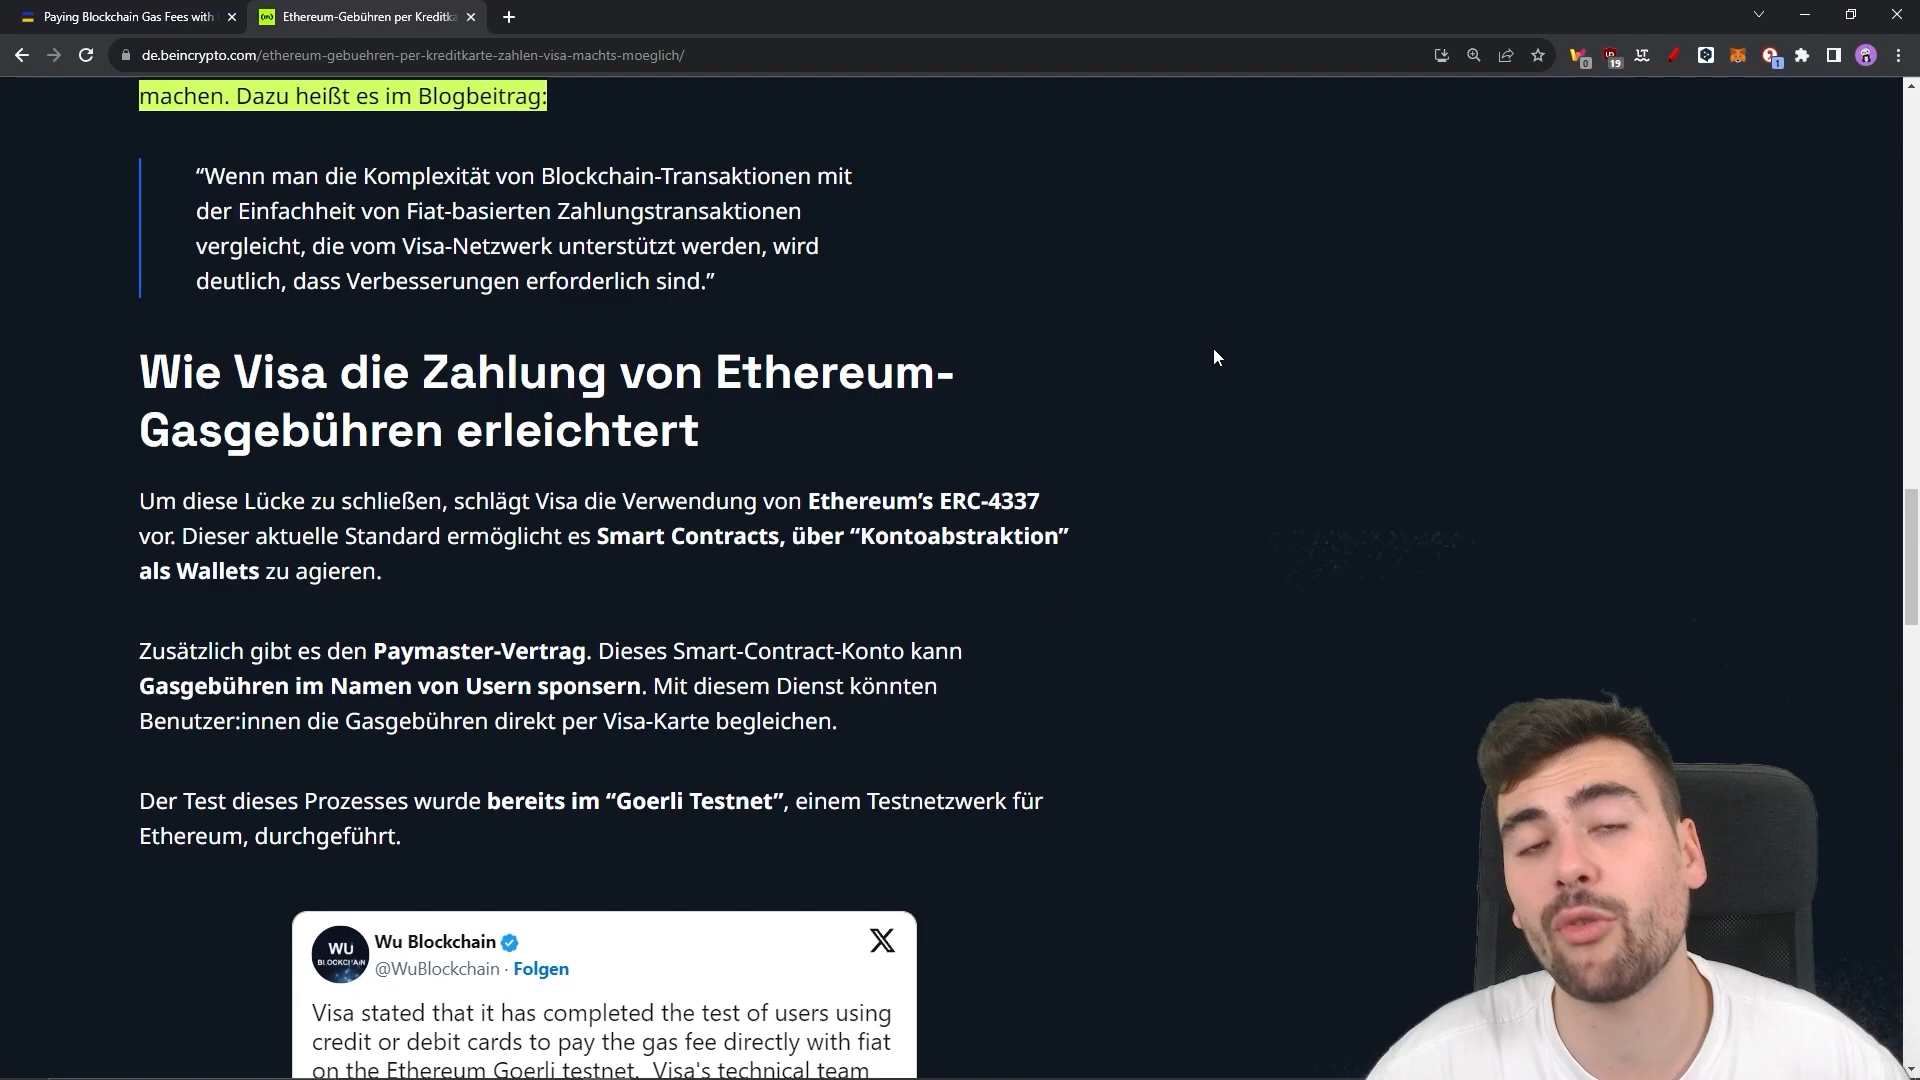 Paying Blockchain Gas Fees with
Ethereum-Gebühren per Kreditka
de.beincrypto.com/ethereum-gebuehren-per-kreditkarte-zahlen-visa-machts-moeglich/
0
19
1
machen. Dazu heißt es im Blogbeitrag:
“Wenn man die Komplexität von Blockchain-Transaktionen mit
der Einfachheit von Fiat-basierten Zahlungstransaktionen
vergleicht, die vom Visa-Netzwerk unterstützt werden, wird
deutlich, dass Verbesserungen erforderlich sind.”
Wie Visa die Zahlung von Ethereum-
Gasgebühren erleichtert
Um diese Lücke zu schließen, schlägt Visa die Verwendung von Ethereum’s ERC-4337
vor. Dieser aktuelle Standard ermöglicht es Smart Contracts, über “Kontoabstraktion”
als Wallets zu agieren.
Zusätzlich gibt es den Paymaster-Vertrag. Dieses Smart-Contract-Konto kann
Gasgebühren im Namen von Usern sponsern. Mit diesem Dienst könnten
Benutzer:innen die Gasgebühren direkt per Visa-Karte begleichen.
Der Test dieses Prozesses wurde bereits im “Goerli Testnet”, einem Testnetzwerk für
Ethereum, durchgeführt.
WU
BLOCKCHAIN
Wu Blockchain
@WuBlockchain · Folgen
Visa stated that it has completed the test of users using
credit or debit cards to pay the gas fee directly with fiat
on the Ethereum Goerli testnet. Visa's technical team